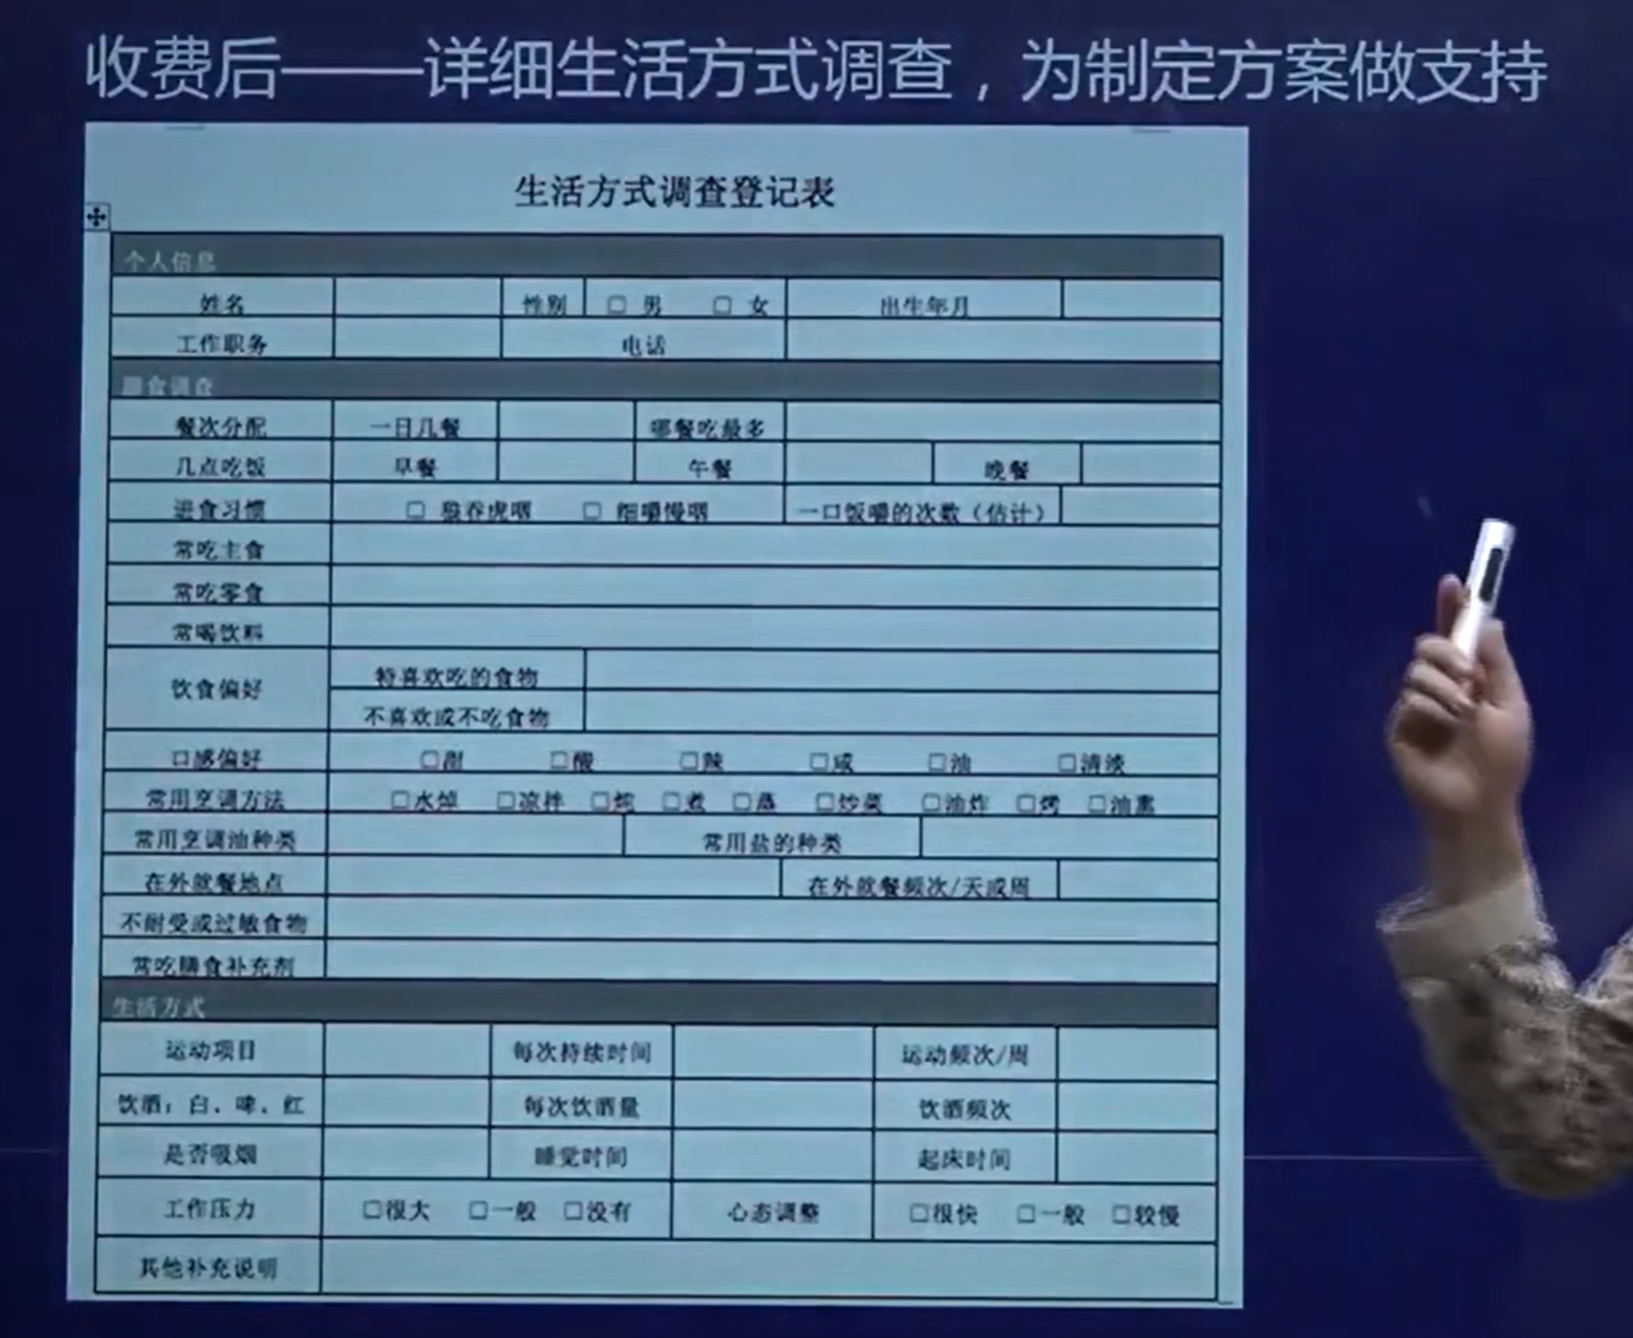 收费后——详细生活方式调查，为制定方案做支持
生活方式调查登记表
个人信息
姓名 性别 □ 男 □ 女 出生年月
工作职务 电话
膳食调查
餐次分配 一日几餐 哪餐吃最多
几点吃饭 早餐 午餐 晚餐
进食习惯 □ 狼吞虎咽 □ 细嚼慢咽 一口饭嚼的次数（估计）
常吃主食
常吃零食
常喝饮料
饮食偏好 特喜欢吃的食物
不喜欢或不吃食物
口感偏好 □甜 □酸 □辣 □咸 □油 □清淡
常用烹调方法 □水焯 □凉拌 □炖 □煮 □蒸 □炒菜 □油炸 □烤 □油熏
常用烹调油种类 常用盐的种类
在外就餐地点 在外就餐频次/天或周
不耐受或过敏食物
常吃膳食补充剂
生活方式
运动项目 每次持续时间 运动频次/周
饮酒：白、啤、红 每次饮酒量 饮酒频次
是否吸烟 睡觉时间 起床时间
工作压力 □很大 □一般 □没有 心态调整 □很快 □一般 □较慢
其他补充说明